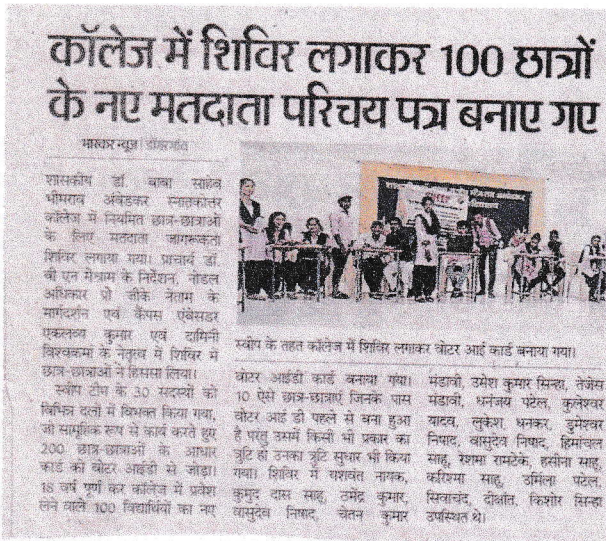 कॉलेज में शिविर लगाकर 100 छात्रों
के नए मतदाता परिचय पत्र बनाए गए
भास्कर न्यूज | डोंगरगांव
शासकीय डॉ. बाबा साहेब
भीमराव अंबेडकर स्नातकोत्तर
कॉलेज में नियमित छात्र-छात्राओं
के लिए मतदाता जागरूकता
शिविर लगाया गया। प्राचार्य डॉ.
बी एन मेश्राम के निर्देशन, नोडल
अधिकार प्रो जीके नेताम के
मार्गदर्शन एवं कैंपस एंबेसडर
एकलव्य कुमार एवं दामिनी
विश्वकर्मा के नेतृत्व में शिविर में
छात्र-छात्राओं ने हिस्सा लिया।
स्वीप टीम के 30 सदस्यों को
विभिन्न दलों में विभक्त किया गया,
जो सामूहिक रूप से कार्य करते हुए
200 छात्र-छात्राओं के आधार
कार्ड को वोटर आईडी से जोड़ा।
18 वर्ष पूर्ण कर कॉलेज में प्रवेश
लेने वाले 100 विद्यार्थियों का नए
स्वीप के तहत कॉलेज में शिविर लगाकर वोटर आई कार्ड बनाया गया।
वोटर आईडी कार्ड बनाया गया।
10 ऐसे छात्र-छात्राएं जिनके पास
वोटर आई डी पहले से बना हुआ
है परंतु उसमें किसी भी प्रकार का
त्रुटि ही उनका त्रुटि सुधार भी किया
गया। शिविर में यशवंत नायक,
कुमुद दास साहू, उमेंद्र कुमार,
वासुदेव निषाद, चेतन कुमार
मंडावी, उमेश कुमार सिन्हा, तेजेस
मंडावी, धनंजय पटेल, कुलेश्वर
यादव, लुकेश धनकर, डुमेश्वर
निषाद, वासुदेव निषाद, हिमांचल
साहू, रेशमा रामटेके, हसीना साहू,
करिश्मा साहू, उर्मिला पटेल,
सिवाचंद, दीक्षांत, किशोर सिन्हा
उपस्थित थे।